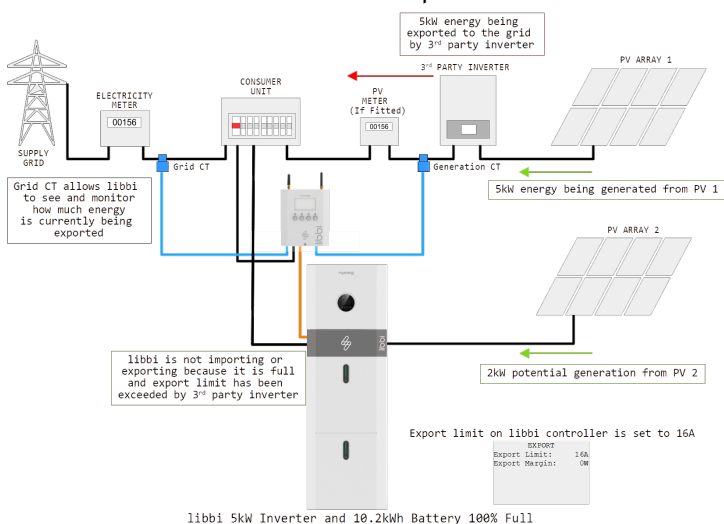 5kW energy being
exported to the grid
by 3rd party inverter
PV ARRAY 1
3rd PARTY INVERTER
CONSUMER
UNIT
PV
METER
(If Fitted)
ELECTRICITY
METER
00156
00156
SUPPLY
GRID
Grid CT
Generation CT
Grid CT allows libbi
to see and monitor
how much energy
is currently being
exported
5kW energy being generated from PV 1
libbi
PV ARRAY 2
myenergi
libbi
libbi is not importing or
exporting because it is full
and export limit has been
exceeded by 3rd party inverter
2kW potential generation from PV 2
Export limit on libbi controller is set to 16A
EXPORT
Export Limit: 16A
Export Margin: 0W
libbi 5kW Inverter and 10.2kWh Battery 100% Full